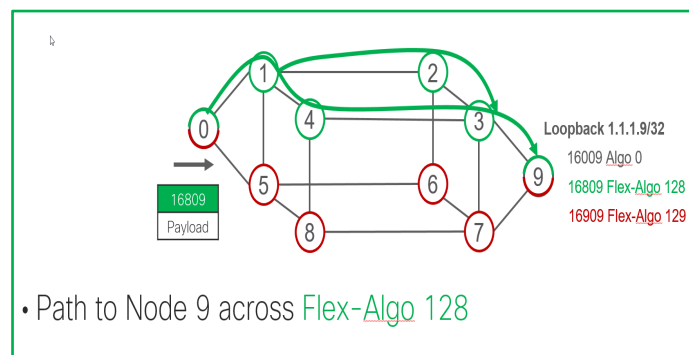 1
2
4
3
0
Loopback 1.1.1.9/32
16009 Algo 0
9
5
6
16809 Flex-Algo 128
16809
16909 Flex-Algo 129
Payload
8
7
• Path to Node 9 across Flex-Algo 128